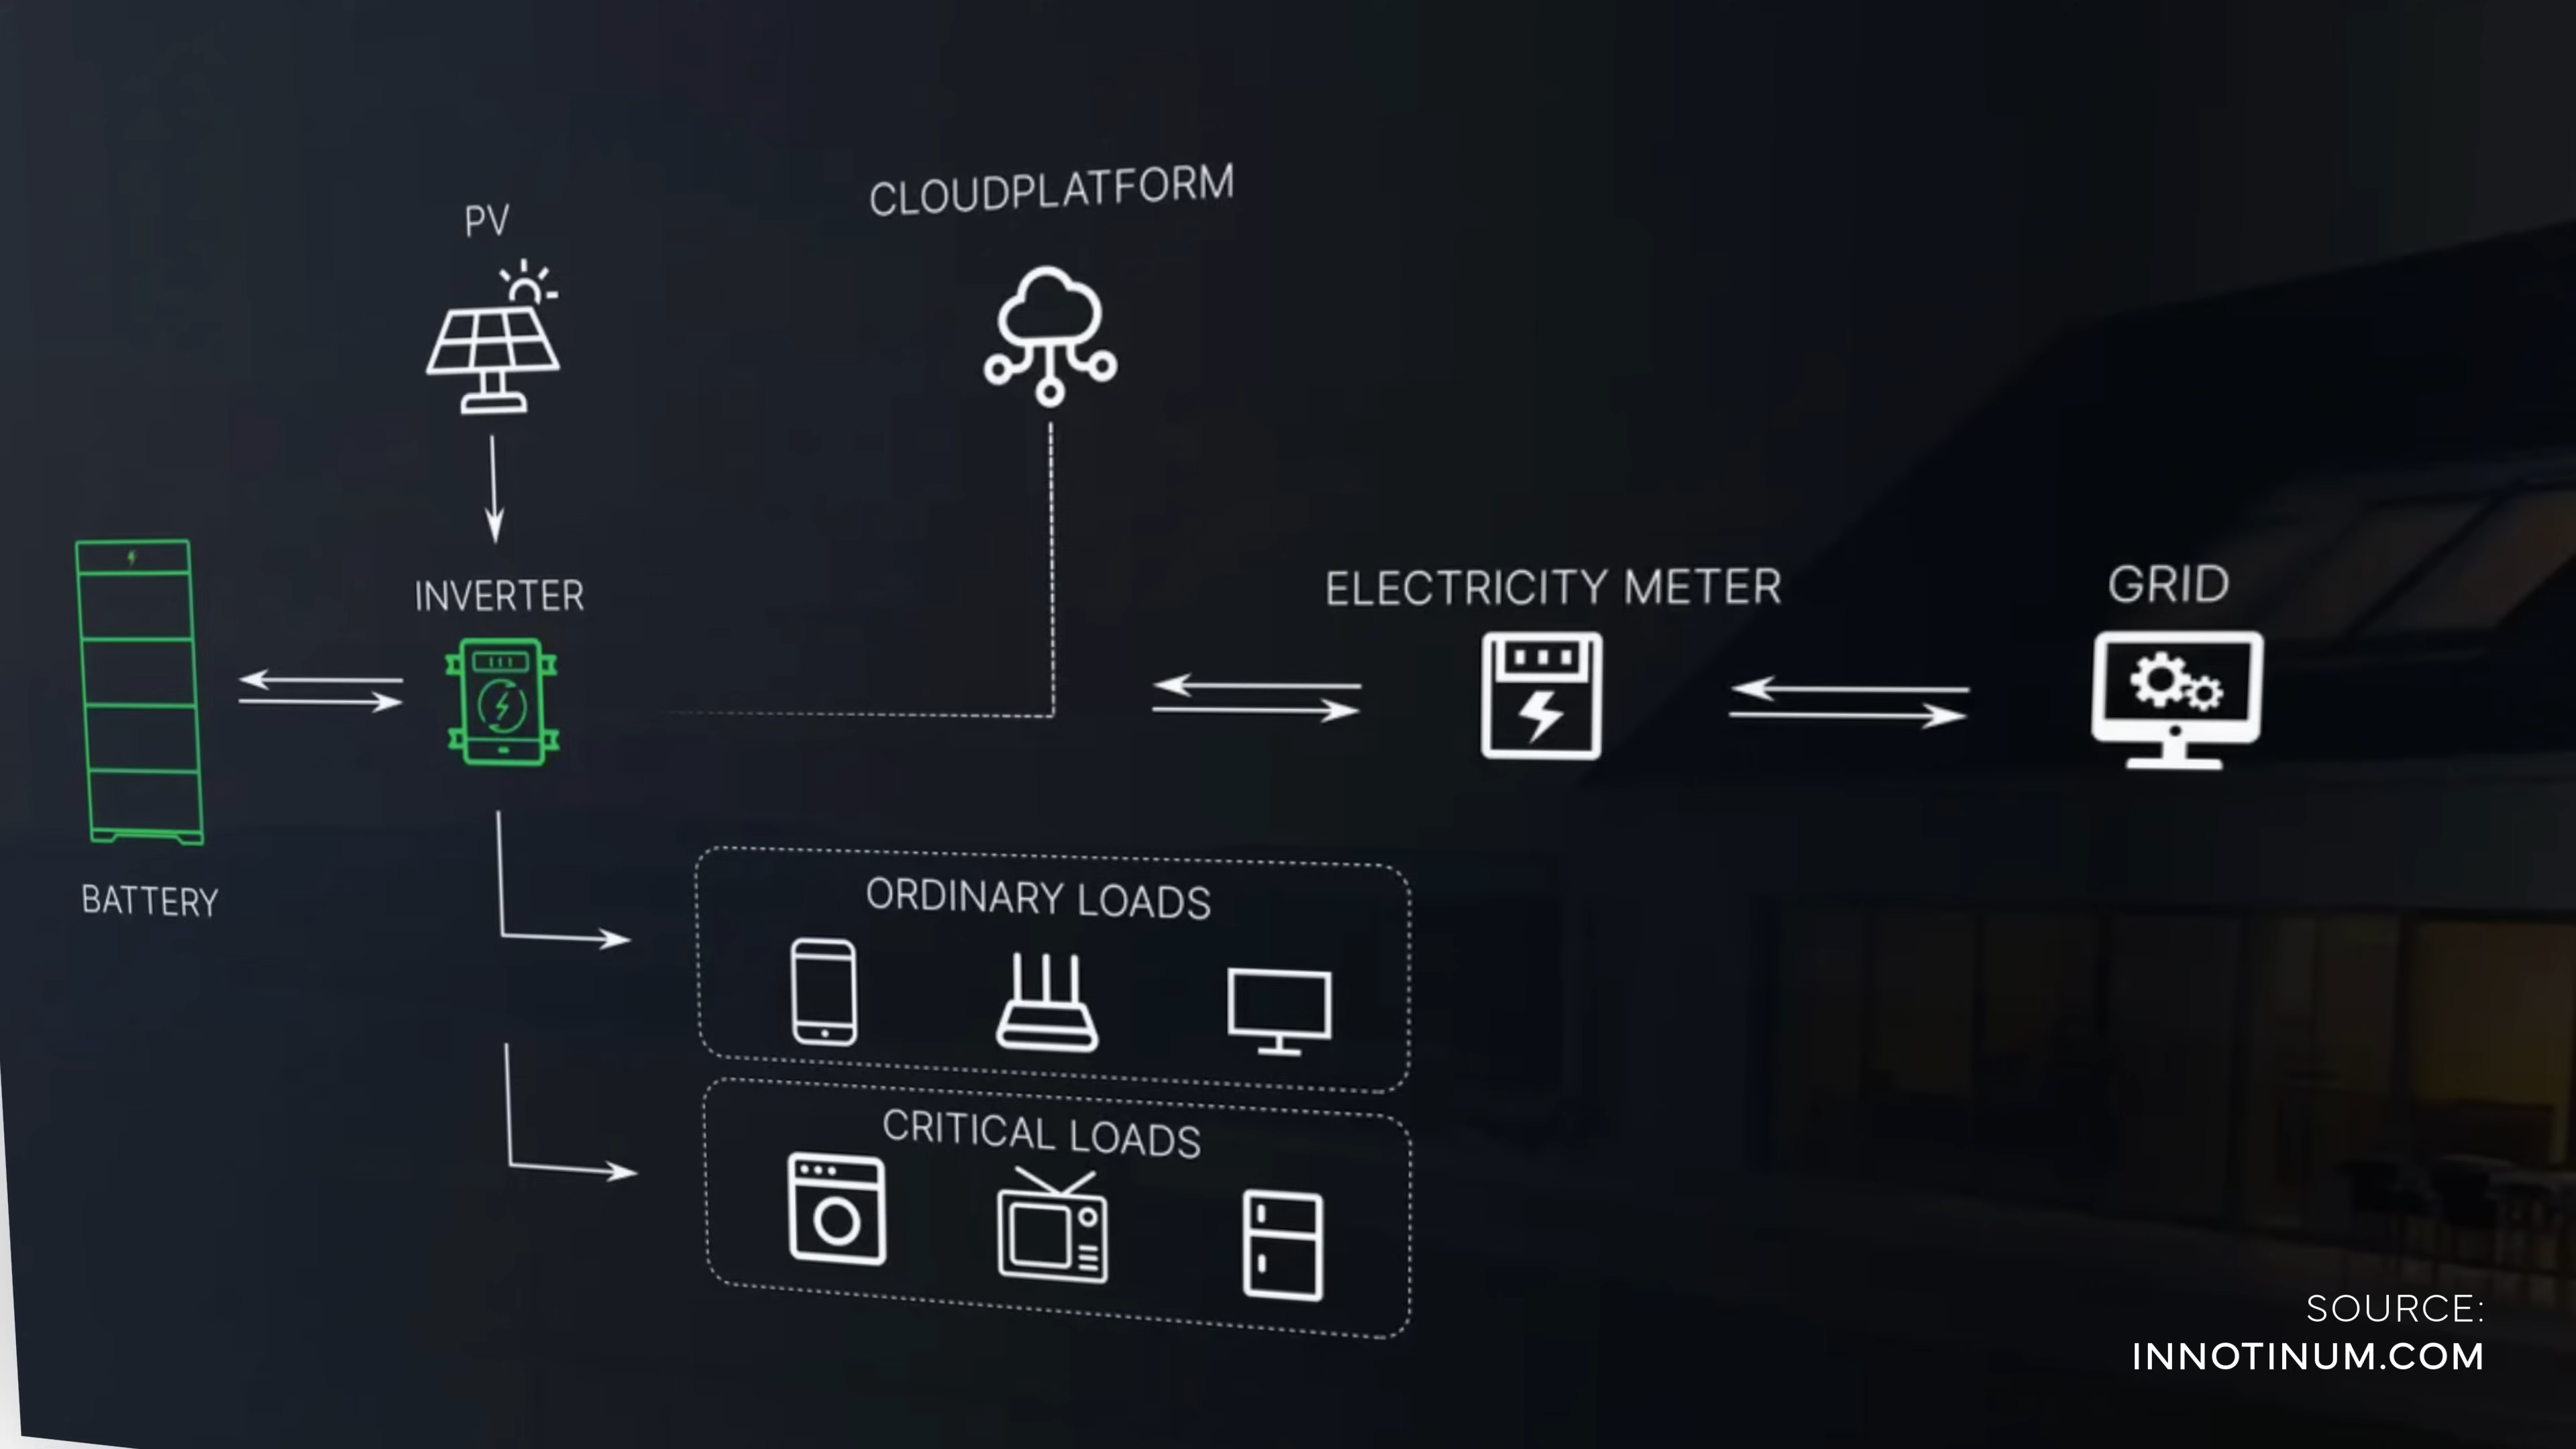 PV
CLOUDPLATFORM
INVERTER
ELECTRICITY METER
GRID
BATTERY
ORDINARY LOADS
CRITICAL LOADS
SOURCE:
INNOTINUM.COM